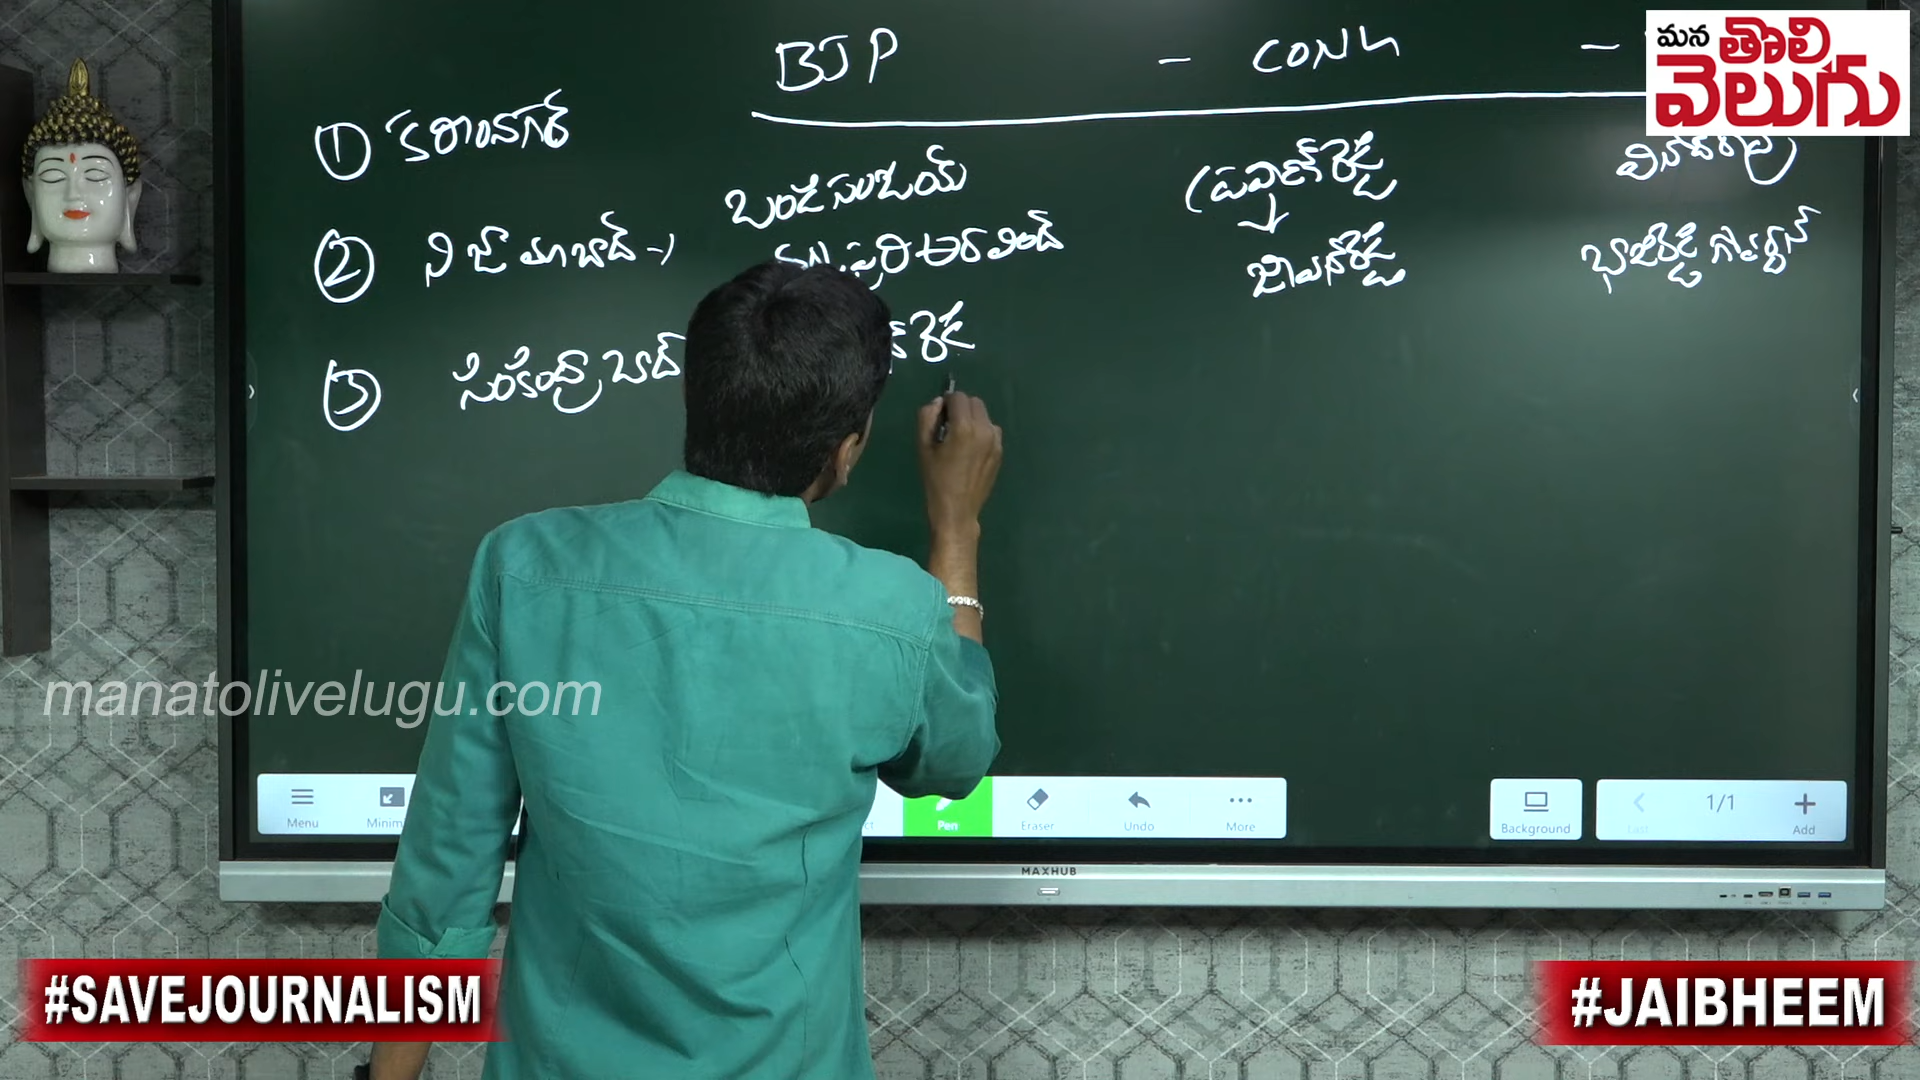 మన
తొలి
వెలుగు
BJP - CONG -
① కరీంనగర్ బండి సంజయ్ ప్రవీణ్ రెడ్డి వినోద్ రావు
② నిజామాబాద్ → అరవింద్ జీవన్ రెడ్డి బాజిరెడ్డి గోవర్ధన్
③ సికింద్రాబాద్ రెడ్డి
manatolivelugu.com
Menu Pen Eraser Undo More Background 1/1 Add
MAXHUB
#SAVEJOURNALISM #JAIBHEEM